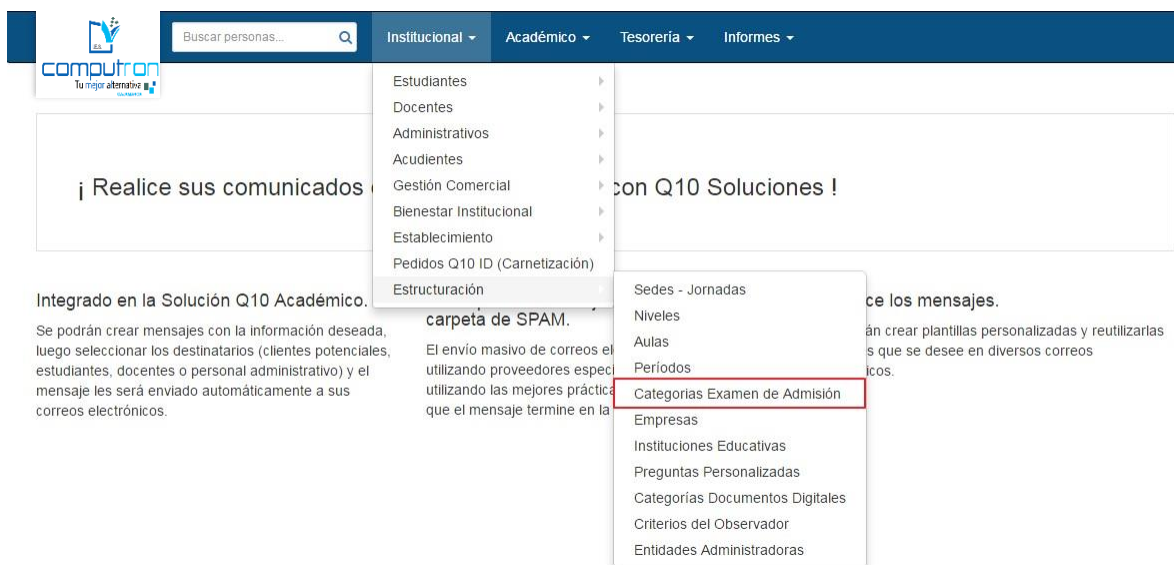 I.E.S.
computron
Tu mejor alternativa
Buscar personas...
Institucional
Académico
Tesorería
Informes
Estudiantes
Docentes
Administrativos
Acudientes
Gestión Comercial
Bienestar Institucional
Establecimiento
Pedidos Q10 ID (Carnetización)
Estructuración
Sedes - Jornadas
Niveles
Aulas
Períodos
Categorias Examen de Admisión
Empresas
Instituciones Educativas
Preguntas Personalizadas
Categorías Documentos Digitales
Criterios del Observador
Entidades Administradoras
¡ Realice sus comunicados
con Q10 Soluciones !
Integrado en la Solución Q10 Académico.
Se podrán crear mensajes con la información deseada,
luego seleccionar los destinatarios (clientes potenciales,
estudiantes, docentes o personal administrativo) y el
mensaje les será enviado automáticamente a sus
correos electrónicos.
carpeta de SPAM.
El envío masivo de correos
utilizando proveedores
utilizando las mejores
que el mensaje termine en la
los mensajes.
crear plantillas personalizadas y reutilizarlas
que se desee en diversos correos